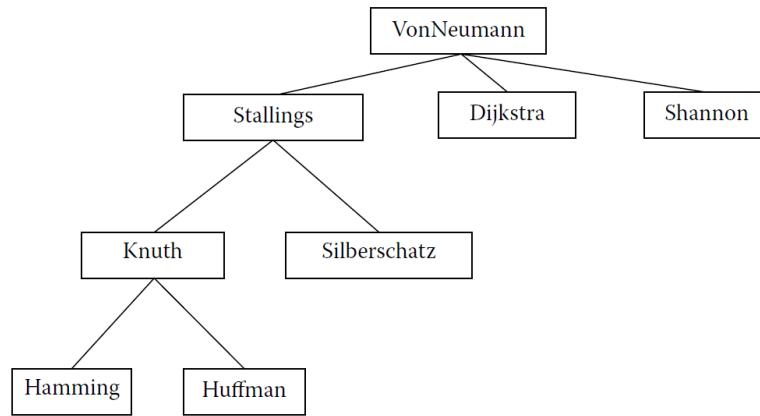 VonNeumann
Stallings
Dijkstra
Shannon
Knuth
Silberschatz
Hamming
Huffman